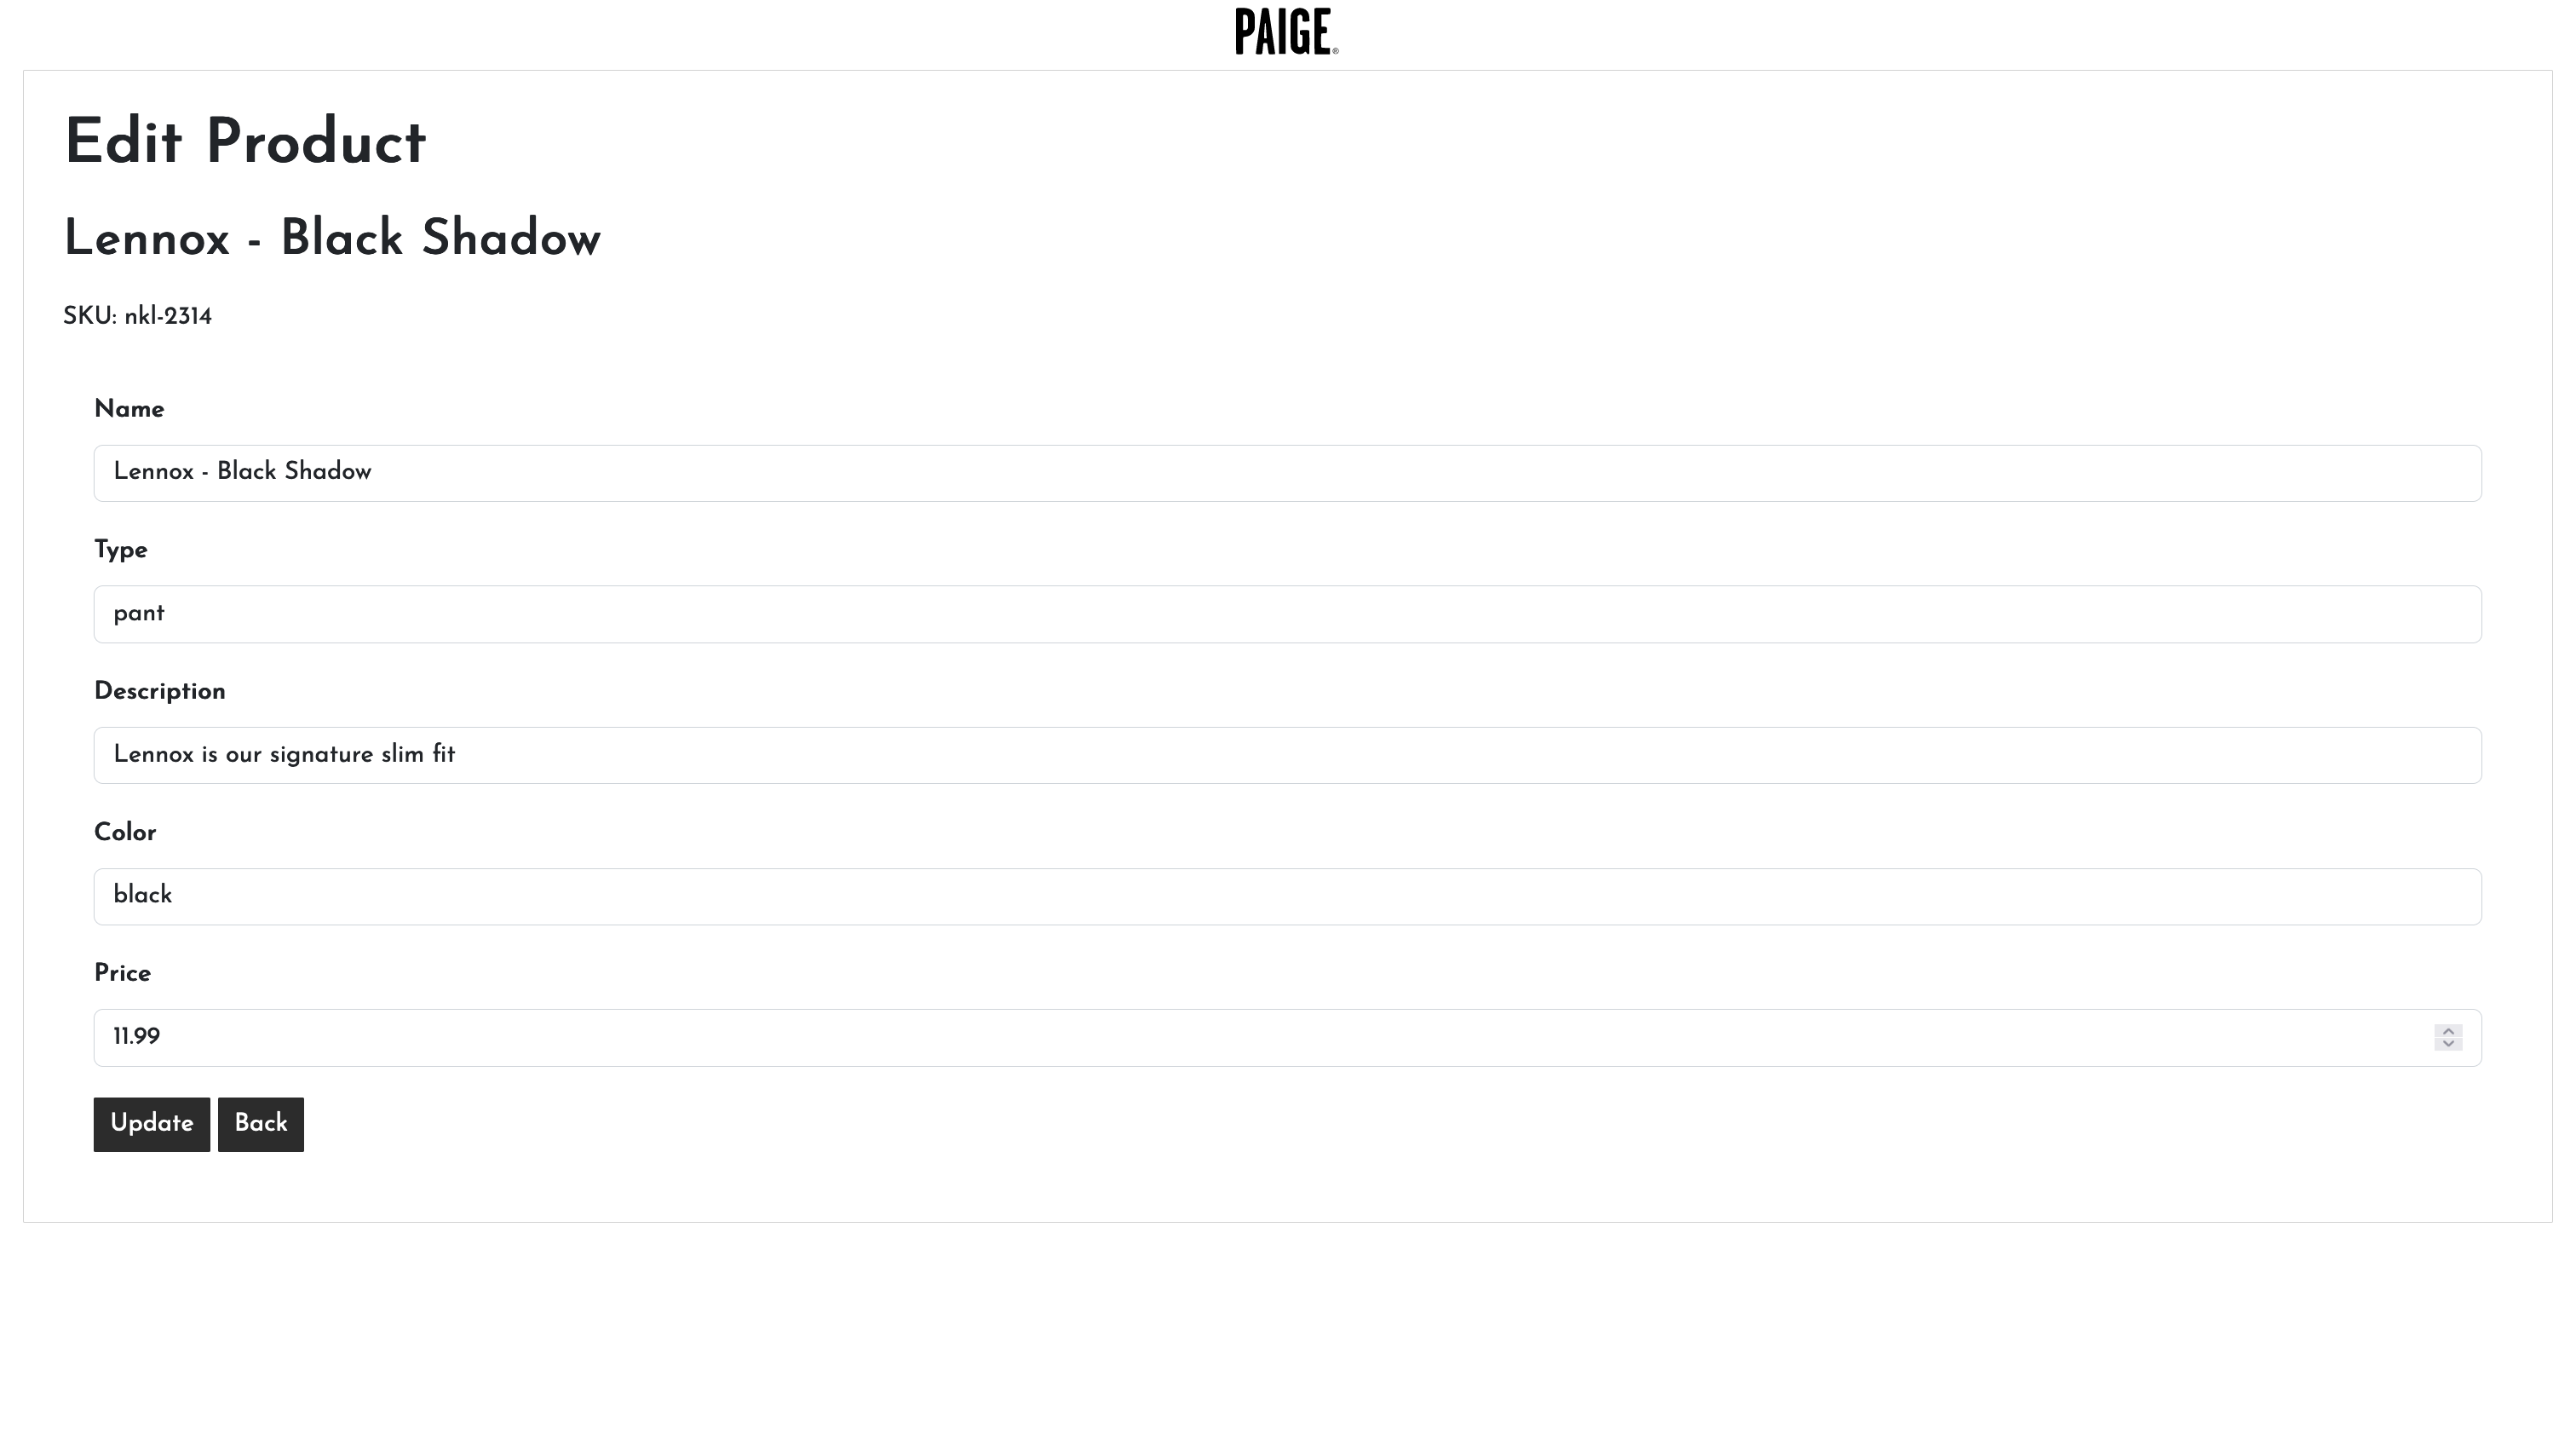 PAIGE®
Edit Product
Lennox - Black Shadow
SKU: nkl-2314
Name
Lennox - Black Shadow
Type
pant
Description
Lennox is our signature slim fit
Color
black
Price
11.99
Update Back